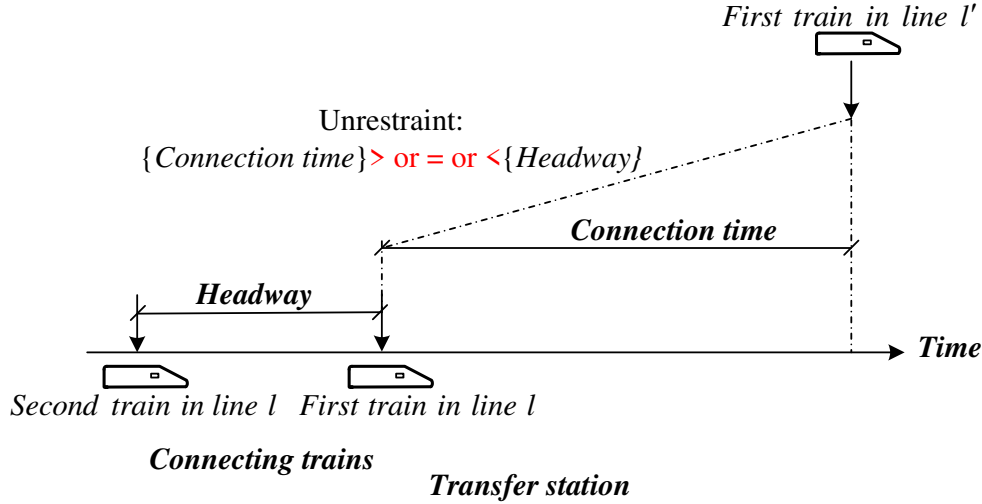 First train in line l'
Unrestraint:
{Connection time}> or = or <{Headway}
Connection time
Headway
Time
Second train in line l First train in line l
Connecting trains
Transfer station